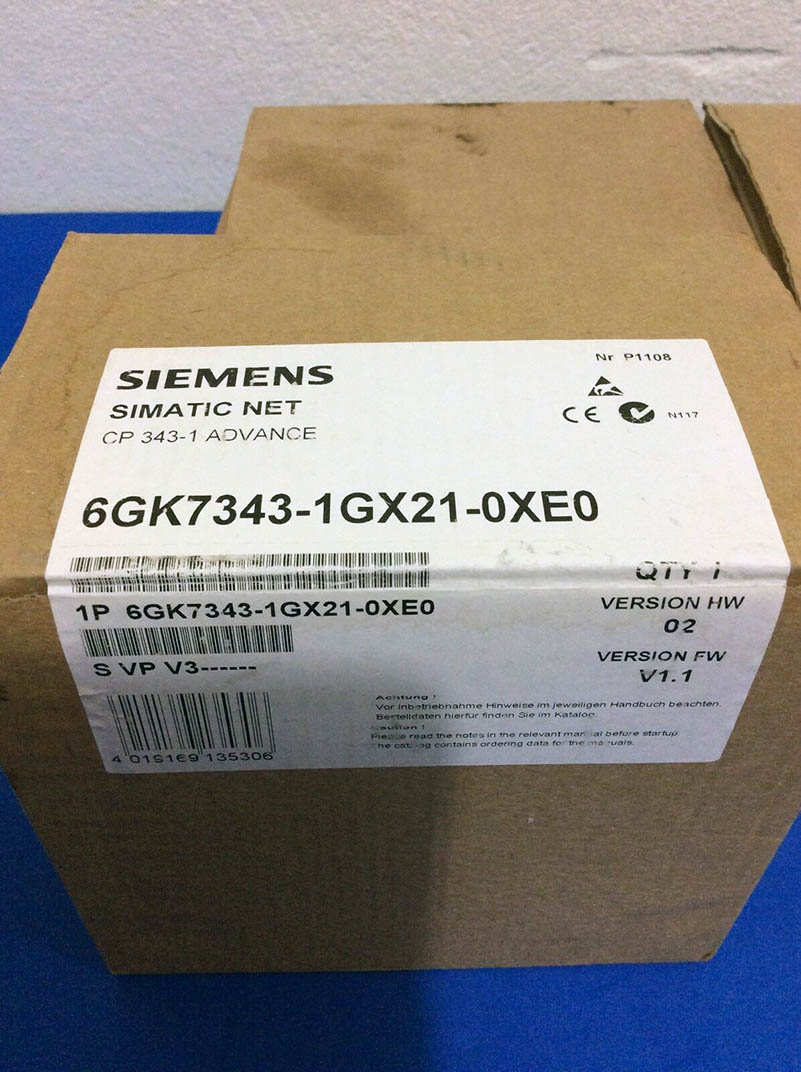 SIEMENS
SIMATIC NET
CP 343-1 ADVANCE
Nr P1108
CE
N117
6GK7343-1GX21-0XE0
QTY 1
1P 6GK7343-1GX21-0XE0
VERSION HW
02
S VP V3------
VERSION FW
V1.1
Achtung !
Vor Inbetriebnahme Hinweise im jeweiligen Handbuch beachten.
Bestelldaten hierfür finden Sie im Katalog.
Caution !
Please read the notes in the relevant manual before startup.
The catalog contains ordering data for the manuals.
4 019169 135306